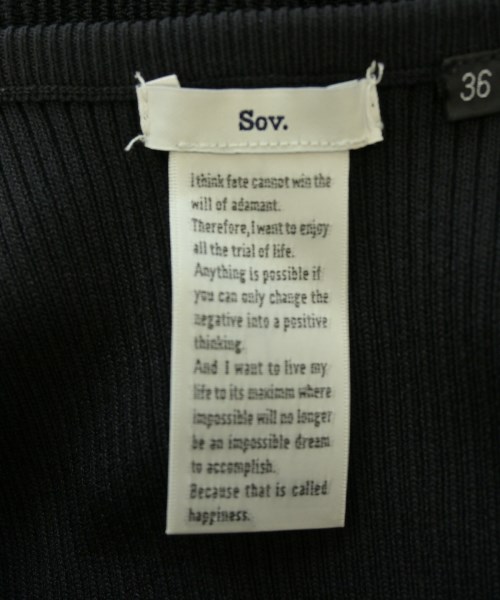 Sov.
36
I think fate cannot win the
will of adamant.
Therefore, I want to enjoy
all the trial of life.
Anything is possible if
you can only change the
negative into a positive
thinking.
And I want to live my
life to its maximm where
impossible will no longer
be an impossible dream
to accomplish.
Because that is called
happiness.